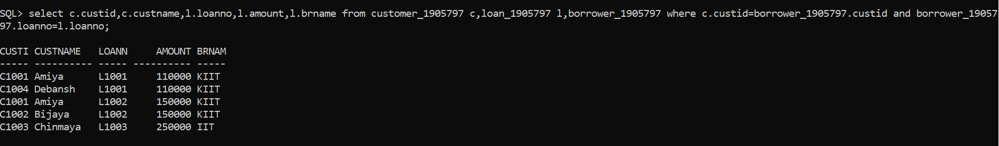 SQL> select c.custid,c.custname,l.loanno,l.amount,l.brname from customer_1905797 c,loan_1905797 l,borrower_1905797 where c.custid=borrower_1905797.custid and borrower_19057
97.loanno=l.loanno;
CUSTI CUSTNAME   LOANN     AMOUNT BRNAM
----- ---------- ----- ---------- -----
C1001 Amiya      L1001     110000 KIIT
C1004 Debansh    L1001     110000 KIIT
C1001 Amiya      L1002     150000 KIIT
C1002 Bijaya     L1002     150000 KIIT
C1003 Chinmaya   L1003     250000 IIT